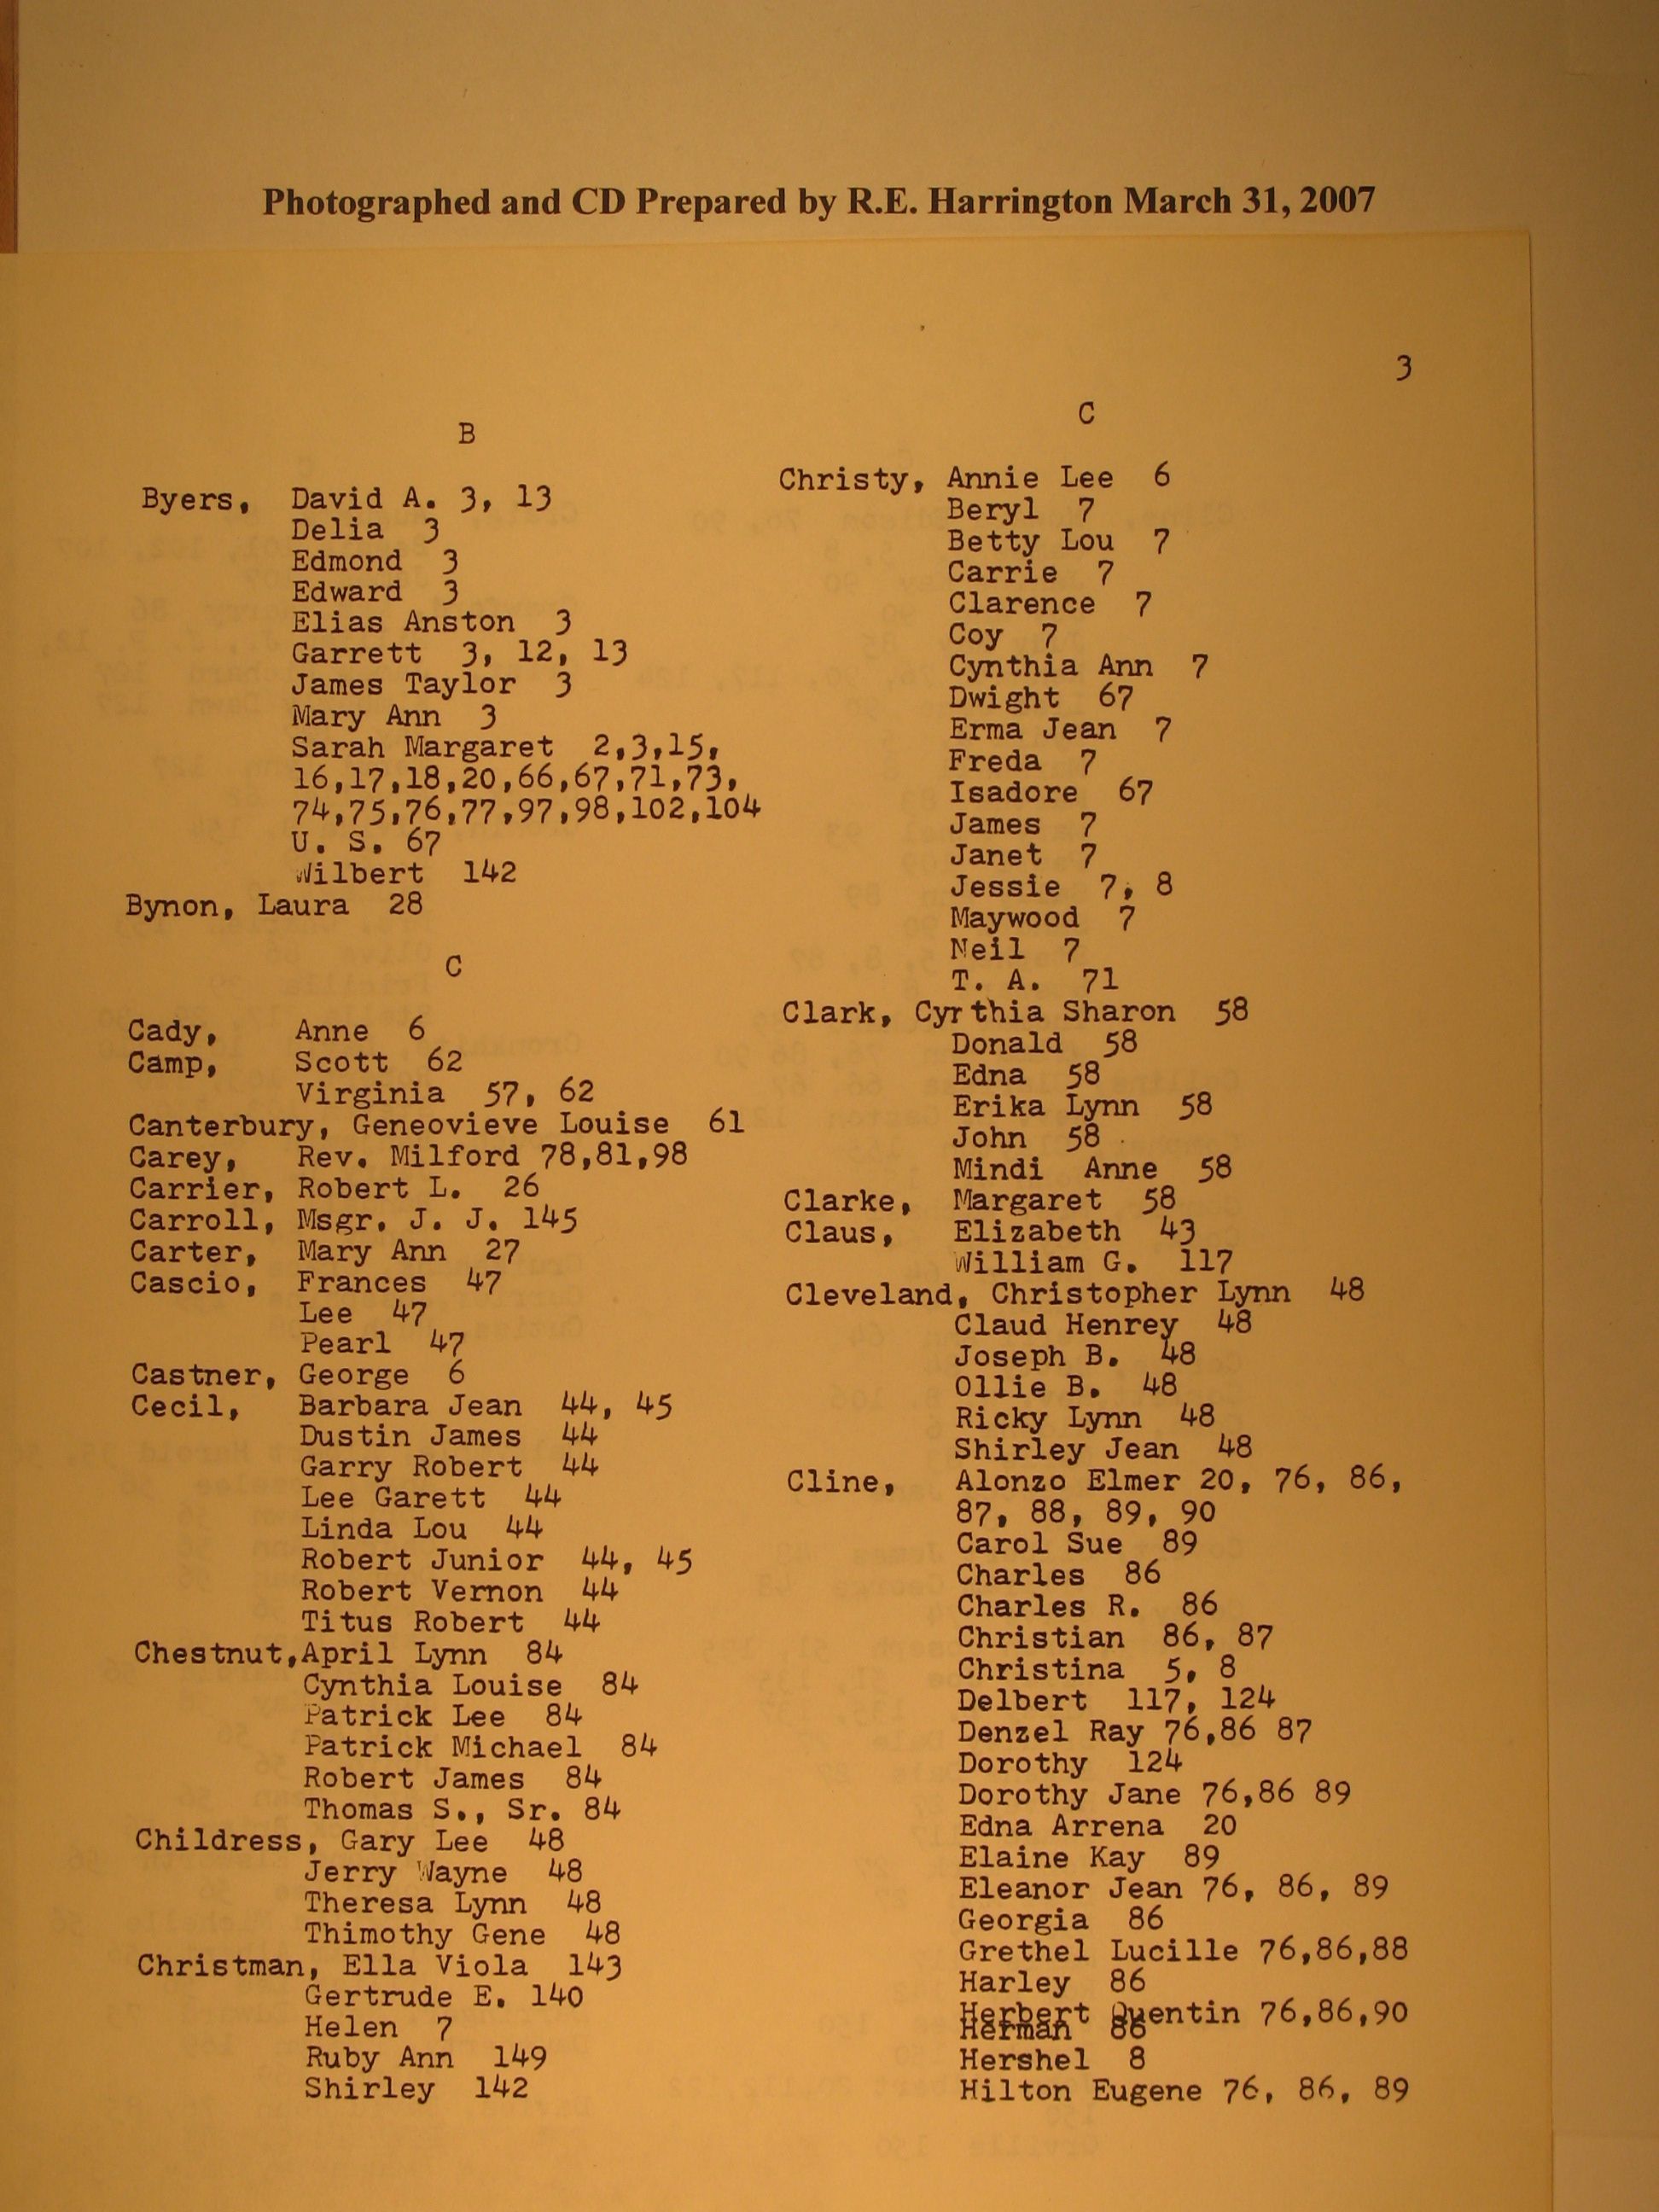 Photographed and CD Prepared by R.E. Harrington March 31, 2007
3
B
Byers, David A. 3, 13
Delia 3
Edmond 3
Edward 3
Elias Anston 3
Garrett 3, 12, 13
James Taylor 3
Mary Ann 3
Sarah Margaret 2,3,15,
16,17,18,20,66,67,71,73,
74,75,76,77,97,98,102,104
U. S. 67
Wilbert 142
Bynon, Laura 28
C
Cady, Anne 6
Camp, Scott 62
Virginia 57, 62
Canterbury, Geneovieve Louise 61
Carey, Rev. Milford 78,81,98
Carrier, Robert L. 26
Carroll, Msgr. J. J. 145
Carter, Mary Ann 27
Cascio, Frances 47
Lee 47
Pearl 47
Castner, George 6
Cecil, Barbara Jean 44, 45
Dustin James 44
Garry Robert 44
Lee Garett 44
Linda Lou 44
Robert Junior 44, 45
Robert Vernon 44
Titus Robert 44
Chestnut,April Lynn 84
Cynthia Louise 84
Patrick Lee 84
Patrick Michael 84
Robert James 84
Thomas S., Sr. 84
Childress, Gary Lee 48
Jerry Wayne 48
Theresa Lynn 48
Thimothy Gene 48
Christman, Ella Viola 143
Gertrude E. 140
Helen 7
Ruby Ann 149
Shirley 142
C
Christy, Annie Lee 6
Beryl 7
Betty Lou 7
Carrie 7
Clarence 7
Coy 7
Cynthia Ann 7
Dwight 67
Erma Jean 7
Freda 7
Isadore 67
James 7
Janet 7
Jessie 7, 8
Maywood 7
Neil 7
T. A. 71
Clark, Cyrthia Sharon 58
Donald 58
Edna 58
Erika Lynn 58
John 58
Mindi Anne 58
Clarke, Margaret 58
Claus, Elizabeth 43
William G. 117
Cleveland, Christopher Lynn 48
Claud Henrey 48
Joseph B. 48
Ollie B. 48
Ricky Lynn 48
Shirley Jean 48
Cline, Alonzo Elmer 20, 76, 86,
87, 88, 89, 90
Carol Sue 89
Charles 86
Charles R. 86
Christian 86, 87
Christina 5, 8
Delbert 117, 124
Denzel Ray 76,86 87
Dorothy 124
Dorothy Jane 76,86 89
Edna Arrena 20
Elaine Kay 89
Eleanor Jean 76, 86, 89
Georgia 86
Grethel Lucille 76,86,88
Harley 86
Herbert Quentin 76,86,90
Herman 86
Hershel 8
Hilton Eugene 76, 86, 89